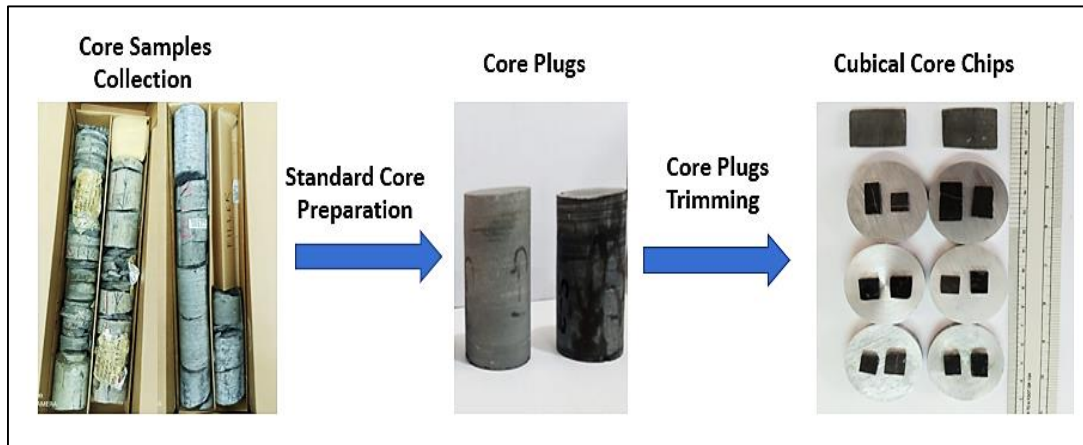 Core Samples
Collection
Standard Core
Preparation
Core Plugs
Core Plugs
Trimming
Cubical Core Chips